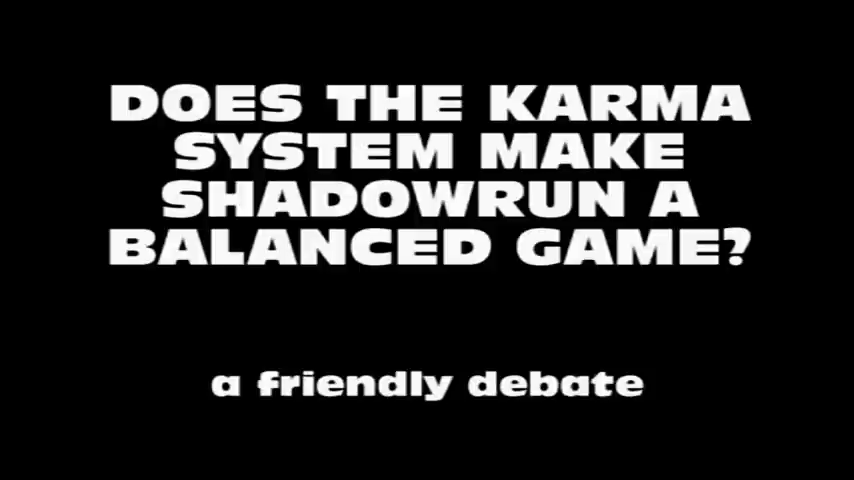 DOES THE KARMA
SYSTEM MAKE
SHADOWRUN A
BALANCED GAME?
a friendly debate